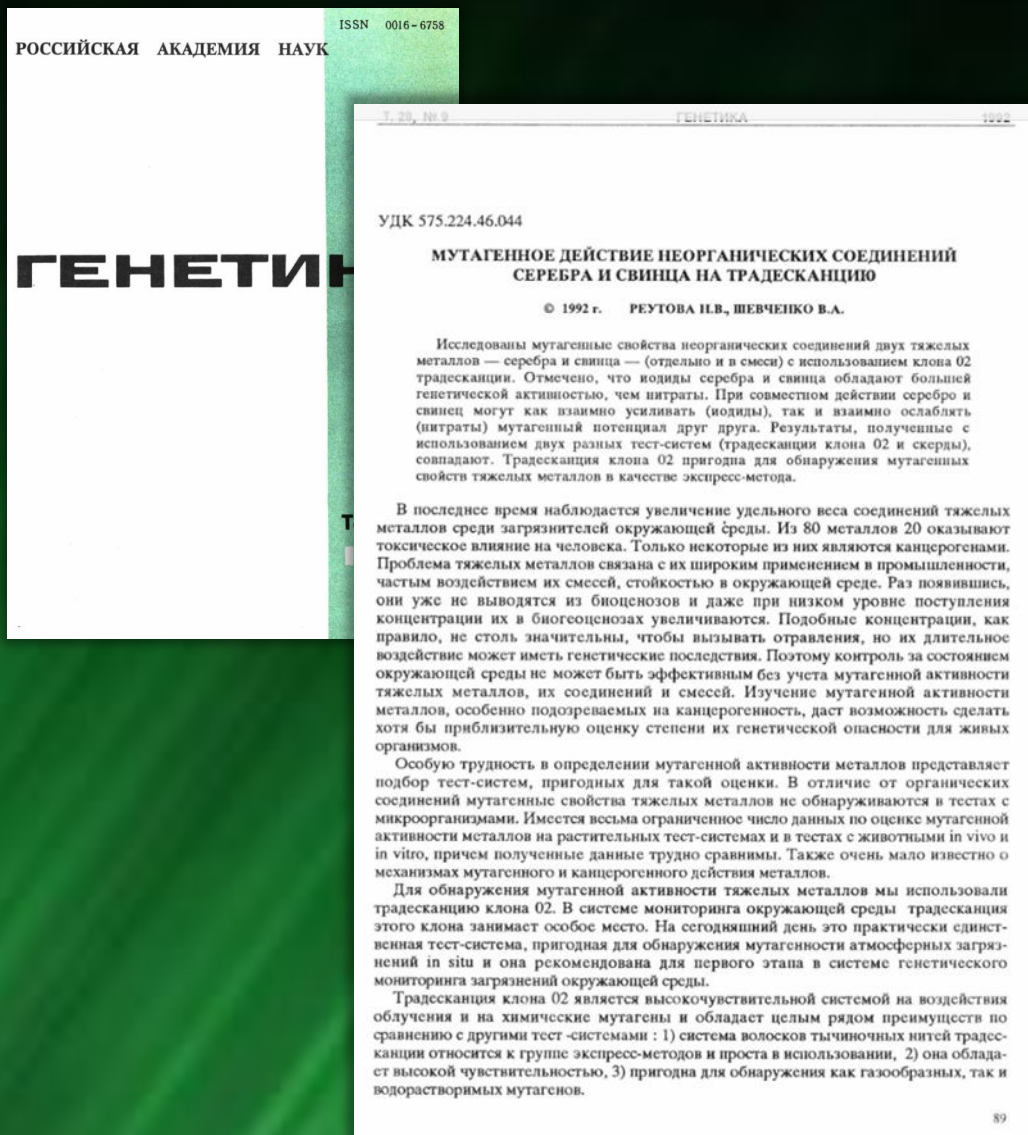 ISSN 0016-6758
РОССИЙСКАЯ АКАДЕМИЯ НАУК
ГЕНЕТИК
Т. 28, № 9 ГЕНЕТИКА 1992
УДК 575.224.46.044
МУТАГЕННОЕ ДЕЙСТВИЕ НЕОРГАНИЧЕСКИХ СОЕДИНЕНИЙ
СЕРЕБРА И СВИНЦА НА ТРАДЕСКАНЦИЮ
© 1992 г. РЕУТОВА Н.В., ШЕВЧЕНКО В.А.
Исследованы мутагенные свойства неорганических соединений двух тяжелых
металлов — серебра и свинца — (отдельно и в смеси) с использованием клона 02
традесканции. Отмечено, что иодиды серебра и свинца обладают большей
генетической активностью, чем нитраты. При совместном действии серебро и
свинец могут как взаимно усиливать (иодиды), так и взаимно ослаблять
(нитраты) мутагенный потенциал друг друга. Результаты, полученные с
использованием двух разных тест-систем (традесканции клона 02 и скерды),
совпадают. Традесканция клона 02 пригодна для обнаружения мутагенных
свойств тяжелых металлов в качестве экспресс-метода.
В последнее время наблюдается увеличение удельного веса соединений тяжелых
металлов среди загрязнителей окружающей среды. Из 80 металлов 20 оказывают
токсическое влияние на человека. Только некоторые из них являются канцерогенами.
Проблема тяжелых металлов связана с их широким применением в промышленности,
частым воздействием их смесей, стойкостью в окружающей среде. Раз появившись,
они уже не выводятся из биоценозов и даже при низком уровне поступления
концентрации их в биогеоценозах увеличиваются. Подобные концентрации, как
правило, не столь значительны, чтобы вызывать отравления, но их длительное
воздействие может иметь генетические последствия. Поэтому контроль за состоянием
окружающей среды не может быть эффективным без учета мутагенной активности
тяжелых металлов, их соединений и смесей. Изучение мутагенной активности
металлов, особенно подозреваемых на канцерогенность, даст возможность сделать
хотя бы приблизительную оценку степени их генетической опасности для живых
организмов.
Особую трудность в определении мутагенной активности металлов представляет
подбор тест-систем, пригодных для такой оценки. В отличие от органических
соединений мутагенные свойства тяжелых металлов не обнаруживаются в тестах с
микроорганизмами. Имеется весьма ограниченное число данных по оценке мутагенной
активности металлов на растительных тест-системах и в тестах с животными in vivo и
in vitro, причем полученные данные трудно сравнимы. Также очень мало известно о
механизмах мутагенного и канцерогенного действия металлов.
Для обнаружения мутагенной активности тяжелых металлов мы использовали
традесканцию клона 02. В системе мониторинга окружающей среды традесканция
этого клона занимает особое место. На сегодняшний день это практически единст-
венная тест-система, пригодная для обнаружения мутагенности атмосферных загряз-
нений in situ и она рекомендована для первого этапа в системе генетического
мониторинга загрязнений окружающей среды.
Традесканция клона 02 является высокочувствительной системой на воздействия
облучения и на химические мутагены и обладает целым рядом преимуществ по
сравнению с другими тест -системами : 1) система волосков тычиночных нитей традес-
канции относится к группе экспресс-методов и проста в использовании, 2) она облада-
ет высокой чувствительностью, 3) пригодна для обнаружения как газообразных, так и
водорастворимых мутагенов.
89